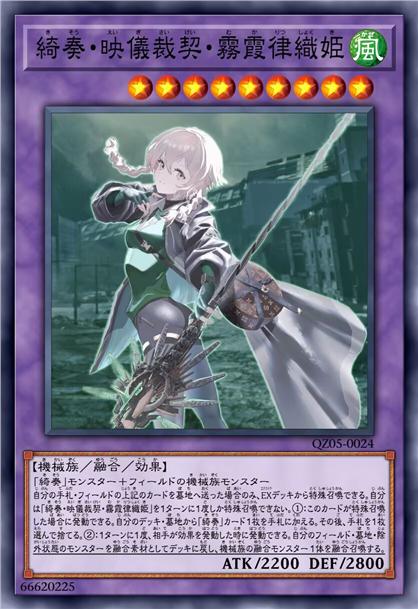 綺奏・映儀裁契・霧霞律織姫
風
QZ05-0024
【機械族／融合／効果】
「綺奏」モンスター＋フィールドの機械族モンスター
自分の手札・フィールドの上記のカードを墓地へ送った場合のみ、EXデッキから特殊召喚できる。自分
は「綺奏・映儀裁契・霧霞律織姫」を1ターンに1度しか特殊召喚できない。①:このカードが特殊召喚
した場合に発動できる。自分のデッキ・墓地から「綺奏」カード1枚を手札に加える。その後、手札を1枚
選んで捨てる。②:1ターンに1度、相手が効果を発動した時に発動できる。自分のフィールド・墓地・除
外状態のモンスターを融合素材としてデッキに戻し、機械族の融合モンスター1体を融合召喚する。
ATK/2200 DEF/2800
66620225